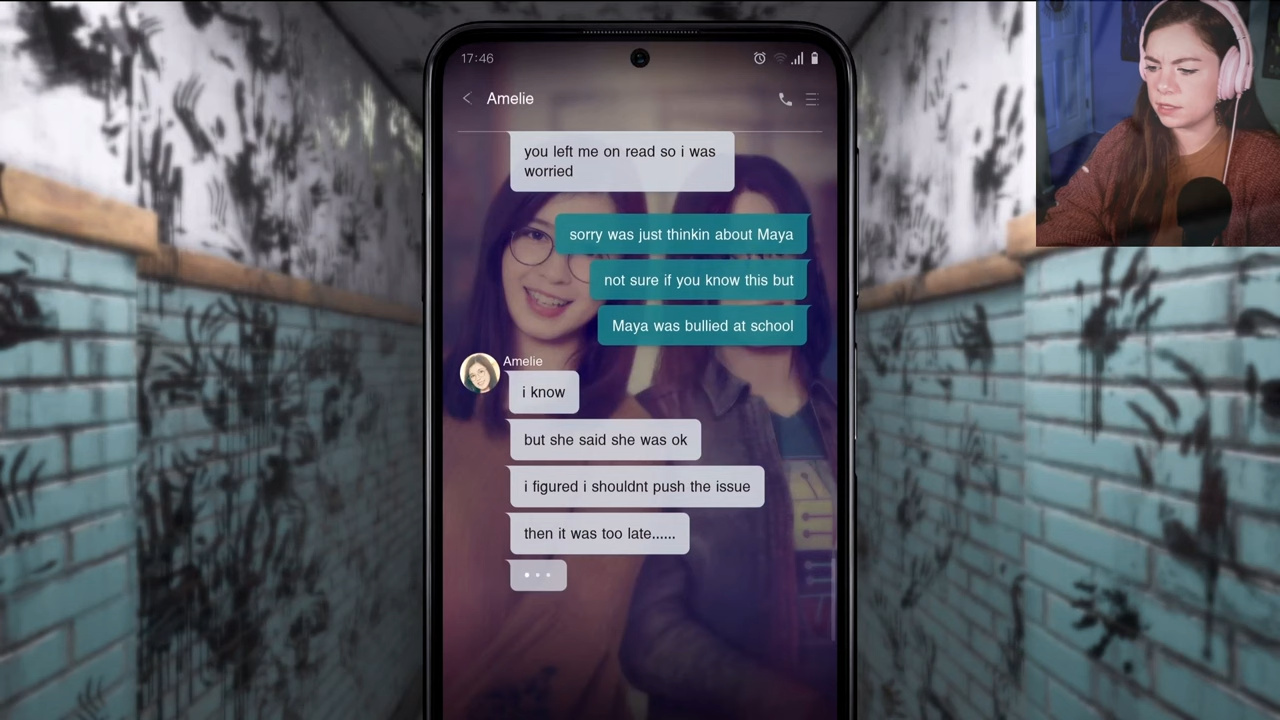 17:46
Amelie
you left me on read so i was
worried
sorry was just thinkin about Maya
not sure if you know this but
Maya was bullied at school
Amelie
i know
but she said she was ok
i figured i shouldnt push the issue
then it was too late......